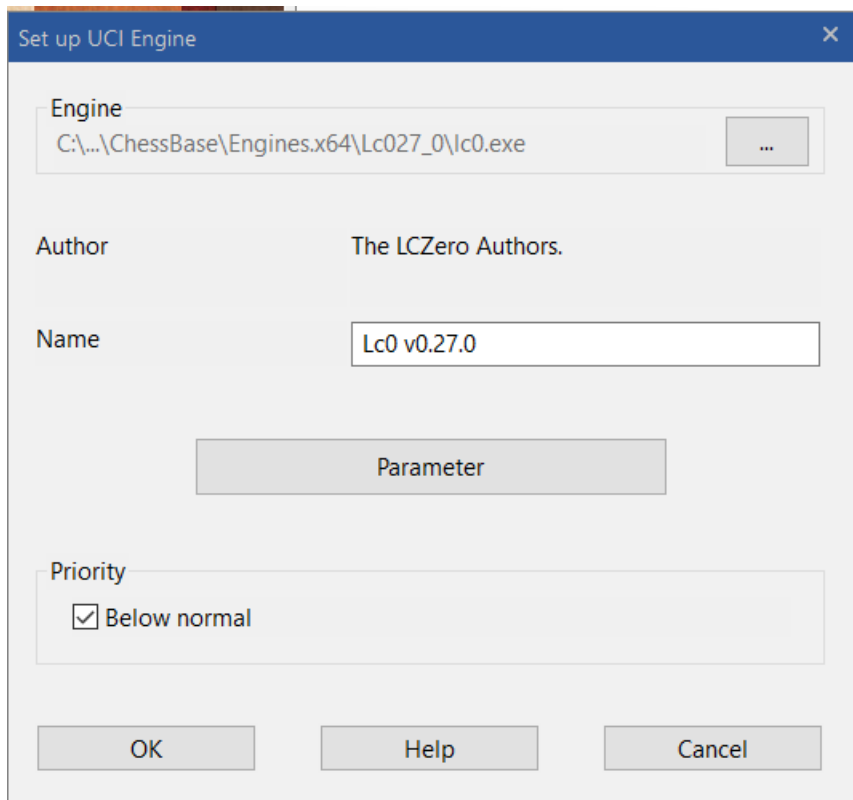 Set up UCI Engine
Engine
C:\...\ChessBase\Engines.x64\Lc027_0\lc0.exe
...
Author The LCZero Authors.
Name Lc0 v0.27.0
Parameter
Priority
Below normal
OK Help Cancel